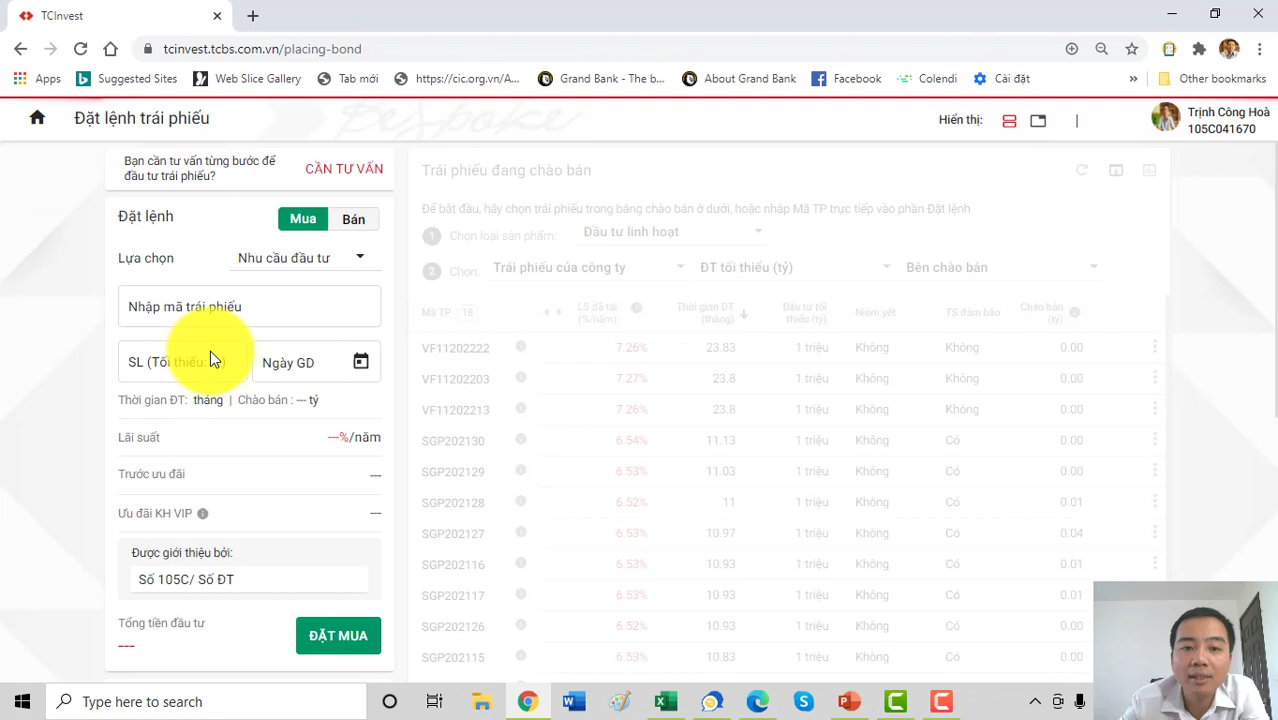 TCInvest
tcinvest.tcbs.com.vn/placing-bond
Apps
Suggested Sites
Web Slice Gallery
Tab mới
https://cic.org.vn/A...
Grand Bank - The b...
About Grand Bank
Facebook
Colendi
Cài đặt
»
Other bookmarks
Đặt lệnh trái phiếu
BeSpoke
Hiển thị:
Trịnh Công Hoà
105C041670
Bạn cần tư vấn từng bước để
đầu tư trái phiếu?
CẦN TƯ VẤN
Đặt lệnh
Mua
Bán
Lựa chọn
Nhu cầu đầu tư
Nhập mã trái phiếu
SL (Tối thiểu:
Ngày GD
Thời gian ĐT: tháng | Chào bán : --- tỷ
Lãi suất
---%/năm
Trước ưu đãi
---
Ưu đãi KH VIP
---
Được giới thiệu bởi:
Số 105C/ Số ĐT
Tổng tiền đầu tư
---
ĐẶT MUA
Trái phiếu đang chào bán
Để bắt đầu, hãy chọn trái phiếu trong bảng chào bán ở dưới, hoặc nhập Mã TP trực tiếp vào phần Đặt lệnh
1 Chọn loại sản phẩm: Đầu tư linh hoạt
2 Chọn: Trái phiếu của công ty ĐT tối thiểu (tỷ) Bên chào bán
Mã TP 18 LS đã tái (%/năm) Thời gian ĐT (tháng) Đầu tư tối thiểu (tỷ) Niêm yết TS đảm bảo Chào bán (tỷ)
VF11202222 7.26% 23.83 1 triệu Không Không 0.00
VF11202203 7.27% 23.8 1 triệu Không Không 0.00
VF11202213 7.26% 23.8 1 triệu Không Không 0.00
SGP202130 6.54% 11.13 1 triệu Không Có 0.00
SGP202129 6.53% 11.03 1 triệu Không Có 0.00
SGP202128 6.52% 11 1 triệu Không Có 0.01
SGP202127 6.53% 10.97 1 triệu Không Có 0.04
SGP202116 6.53% 10.93 1 triệu Không Có 0.01
SGP202117 6.53% 10.93 1 triệu Không Có 0.01
SGP202126 6.52% 10.93 1 triệu Không Có 0.00
SGP202115 6.53% 10.83 1 triệu Không Có 0.00
Type here to search